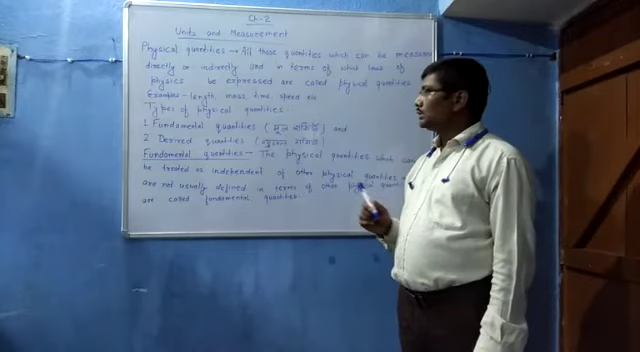 Ch-2
Units and Measurement
Physical quantities → All those quantities which can be measured
directly or indirectly and in terms of which laws of
physics be expressed are called physical quantities
Example - length, mass, time, speed etc
Types of physical quantities.
1 Fundamental quantities (मूल राशियाँ) and
2 Derived quantities (व्युत्पन्न राशियाँ)
Fundamental quantities - The physical quantities which can
be treated as independent of other physical quantities
are not usually defined in terms of other physical
are called fundamental quantities.